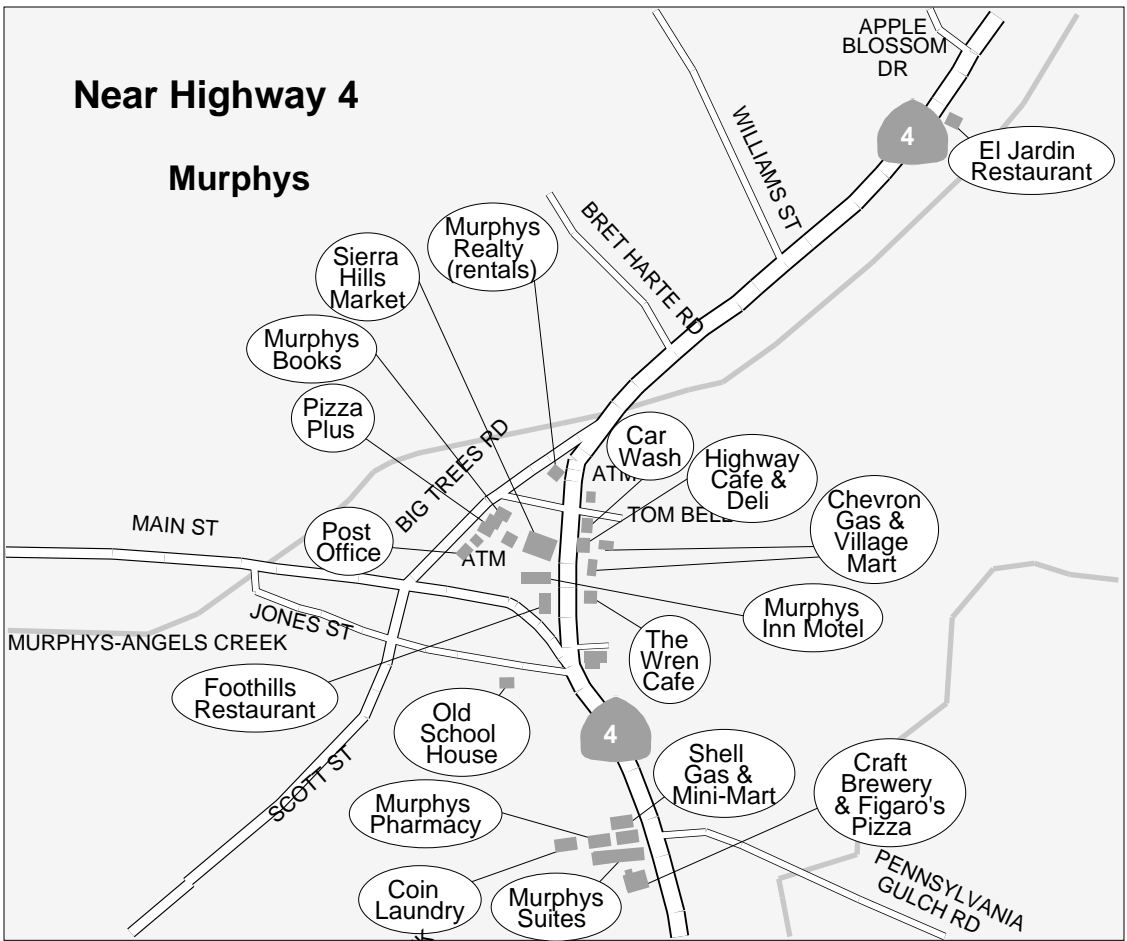 Near Highway 4
Murphys
APPLE
BLOSSOM
DR
4
El Jardin
Restaurant
WILLIAMS ST
BRET HARTE RD
Murphys
Realty
(rentals)
Sierra
Hills
Market
Murphys
Books
Pizza
Plus
BIG TREES RD
Car
Wash
ATM
Highway
Cafe &
Deli
TOM BELL
Chevron
Gas &
Village
Mart
MAIN ST
Post
Office
ATM
JONES ST
Murphys
Inn Motel
MURPHYS-ANGELS CREEK
The
Wren
Cafe
Foothills
Restaurant
Old
School
House
4
SCOTT ST
Shell
Gas &
Mini-Mart
Craft
Brewery
& Figaro's
Pizza
Murphys
Pharmacy
Coin
Laundry
Murphys
Suites
PENNSYLVANIA
GULCH RD